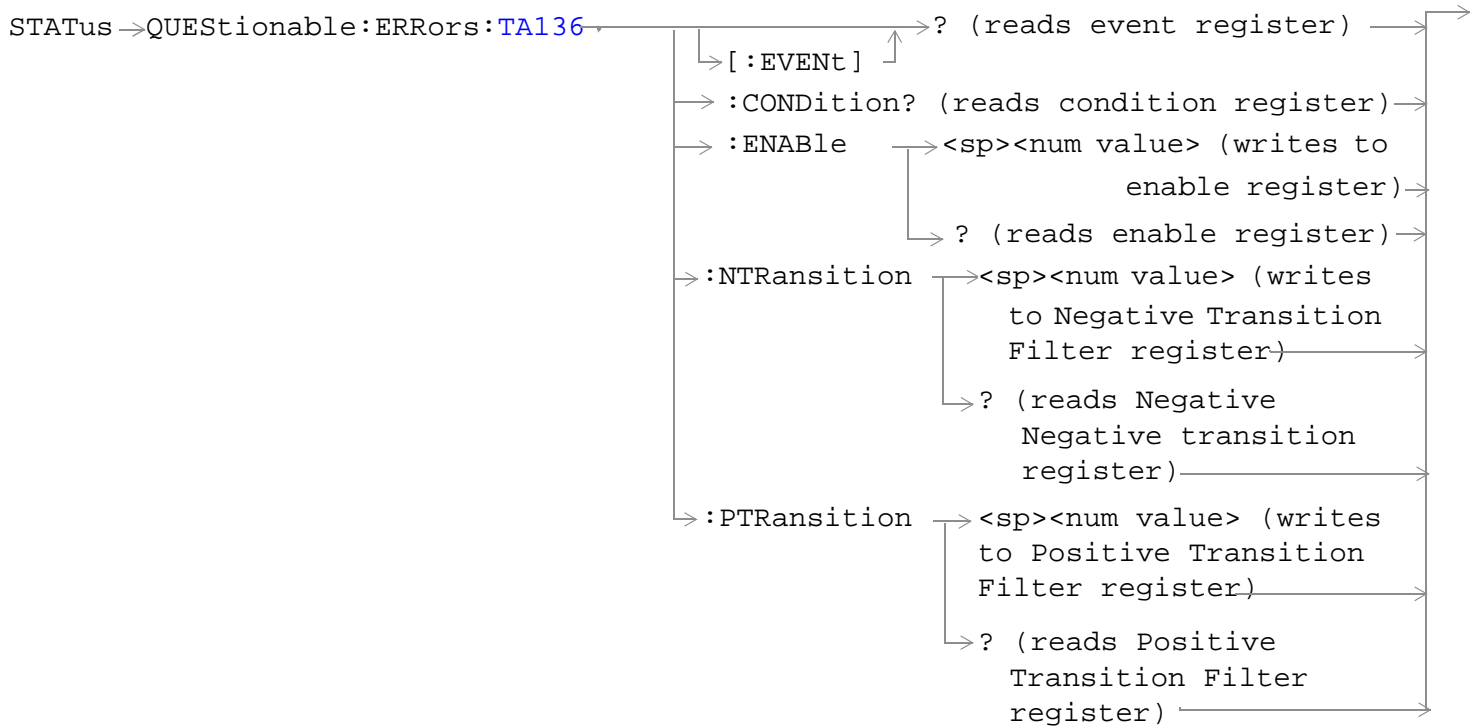 STATus QUEStionable:ERRors:TA136 ? (reads event register)
[:EVENt]
:CONDition? (reads condition register)
:ENABle <sp><num value> (writes to
enable register)
? (reads enable register)
:NTRansition <sp><num value> (writes
to Negative Transition
Filter register)
? (reads Negative
Negative transition
register)
:PTRansition <sp><num value> (writes
to Positive Transition
Filter register)
? (reads Positive
Transition Filter
register)